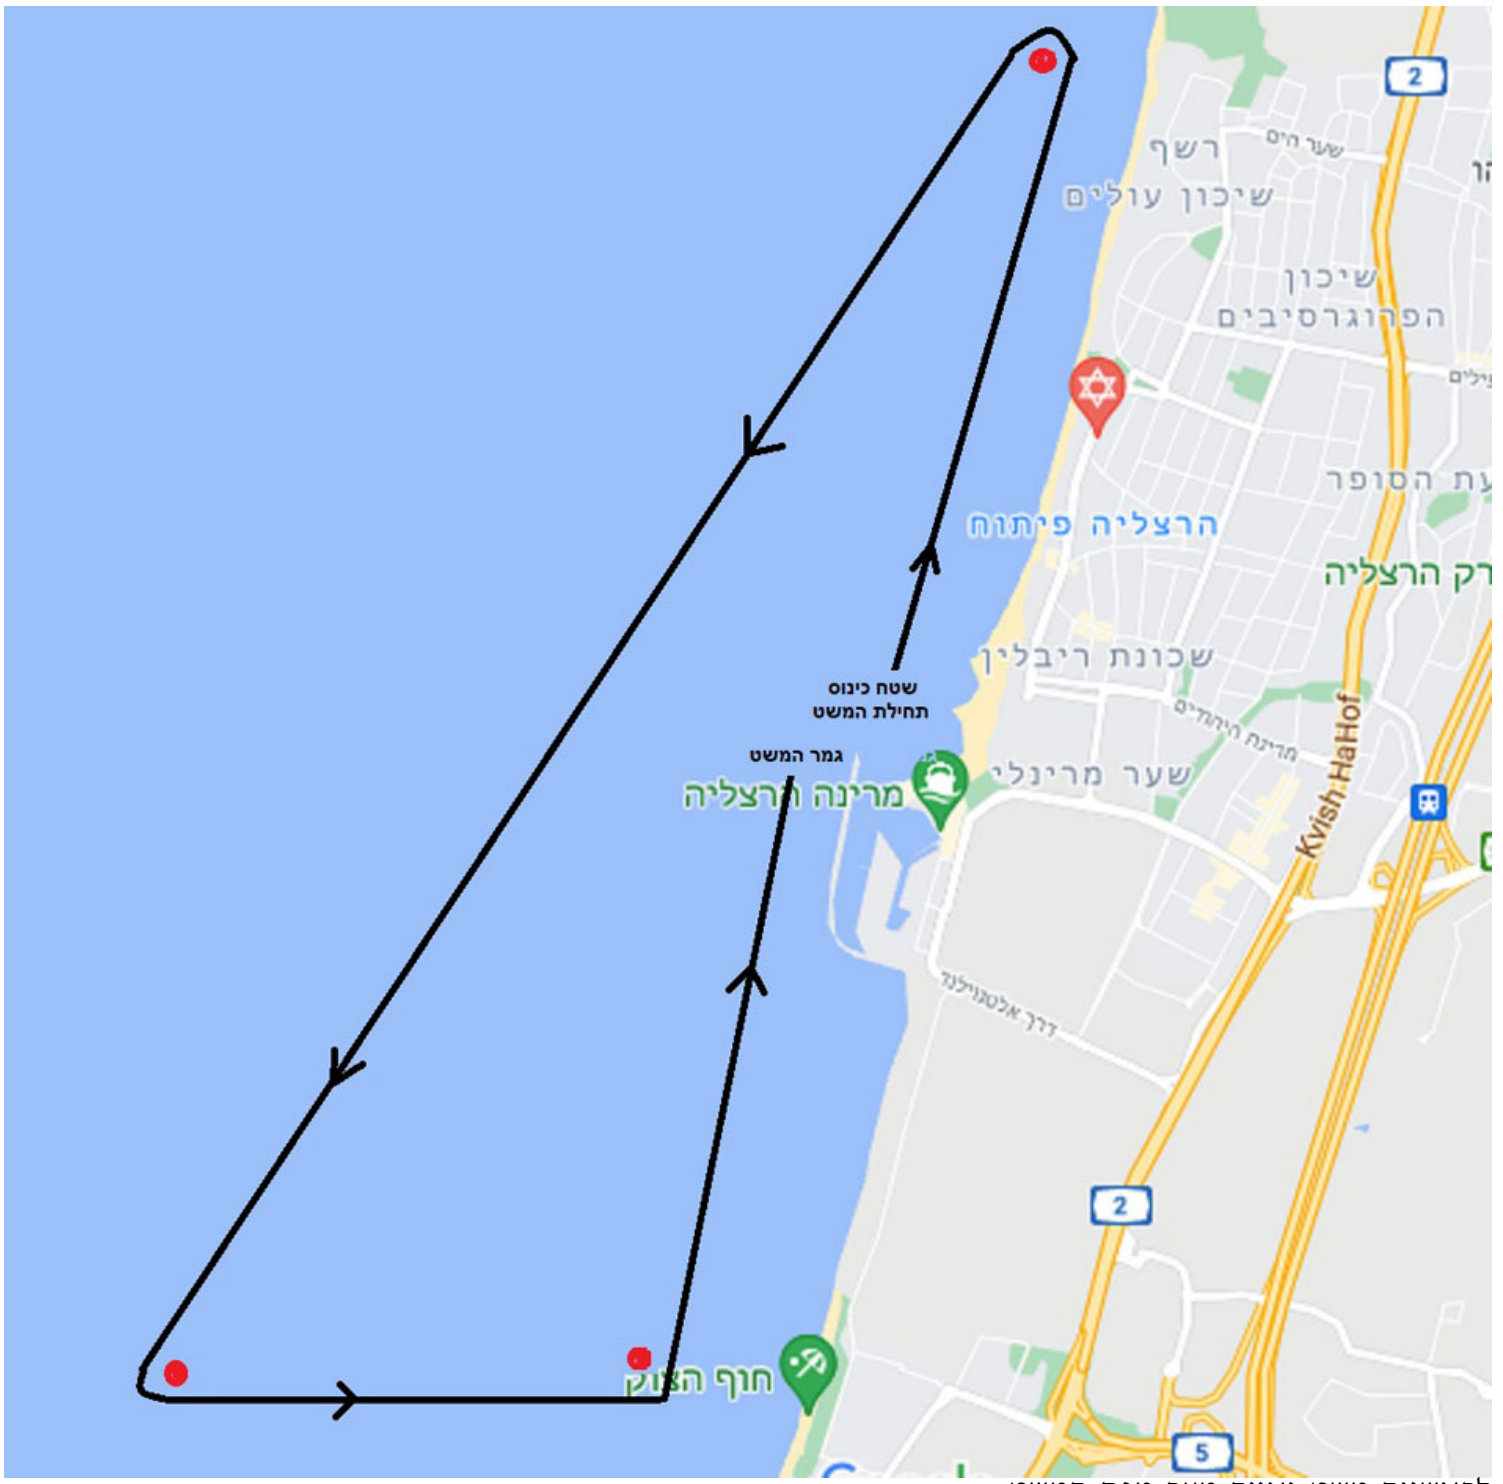 2
שער הים
רשף
שיכון עולים
שיכון
הפרוגרסיבים
הרצליה פיתוח
שכונת ריבלין
שטח כינוס
תחילת המשט
מדינת היהודים
גמר המשט
שער מרינלי
מרינה הרצליה
Kvish HaHof
דרך אלטנוילנד
2
חוף הצוק
5